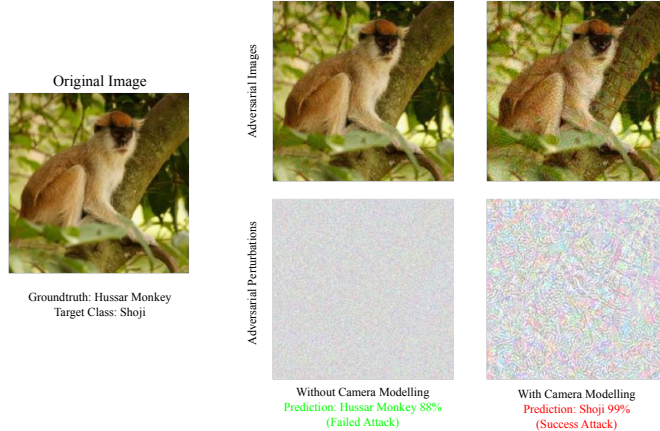 Original Image
Groundtruth: Hussar Monkey
Target Class: Shoji
Adversarial Images
Adversarial Perturbations
Without Camera Modelling
Prediction: Hussar Monkey 88%
(Failed Attack)
With Camera Modelling
Prediction: Shoji 99%
(Success Attack)